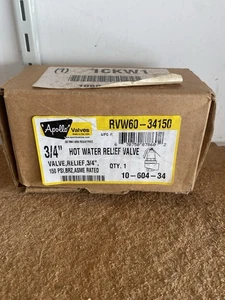 Apollo Valves
RVW60-34150
3/4" HOT WATER RELIEF VALVE
VALVE,RELIEF,3/4",
150 PSI,BRZ,ASME RATED
QTY. 1
10-604-34